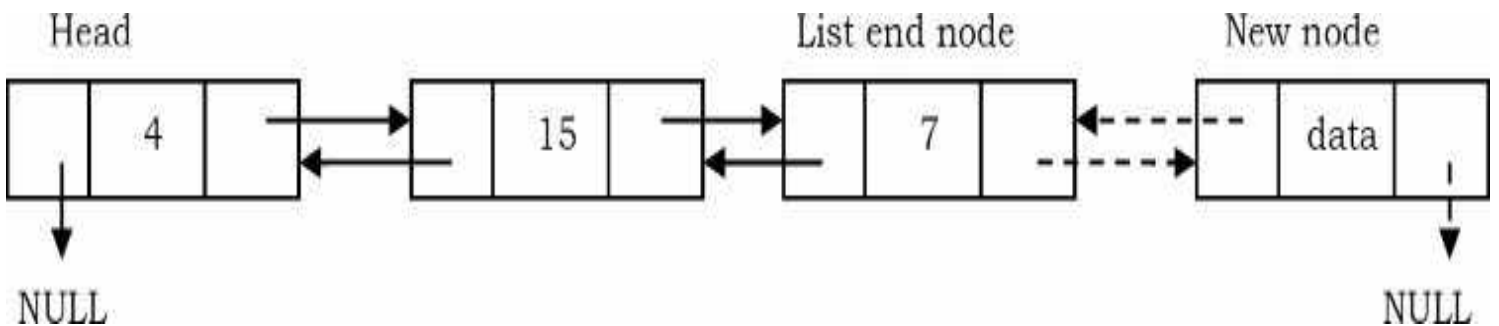 Head List end node New node
4 15 7 data
NULL NULL